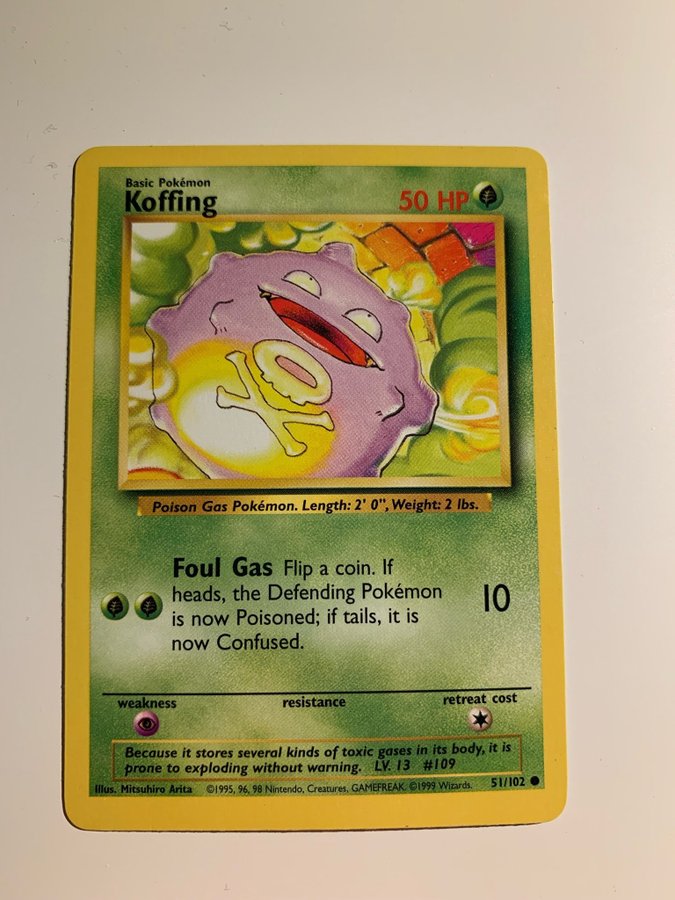 Basic Pokémon
Koffing
50 HP
Poison Gas Pokémon. Length: 2' 0", Weight: 2 lbs.
Foul Gas Flip a coin. If
heads, the Defending Pokémon
is now Poisoned; if tails, it is
now Confused.
10
weakness resistance retreat cost
Because it stores several kinds of toxic gases in its body, it is
prone to exploding without warning. LV. 13 #109
Illus. Mitsuhiro Arita ©1995, 96, 98 Nintendo, Creatures, GAMEFREAK. ©1999 Wizards. 51/102